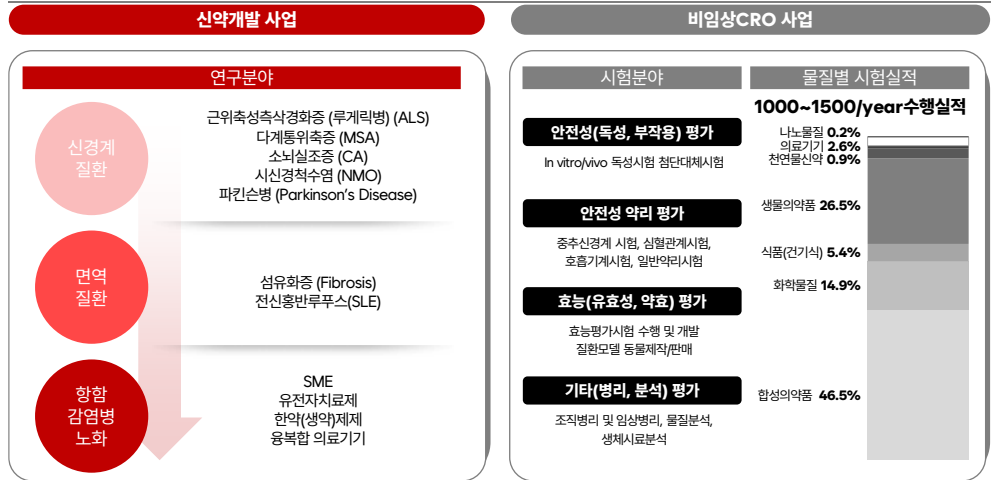 신약개발 사업
연구분야
신경계
질환
근위축성측삭경화증 (루게릭병) (ALS)
다계통위축증 (MSA)
소뇌실조증 (CA)
시신경척수염 (NMO)
파킨슨병 (Parkinson's Disease)
면역
질환
섬유화증 (Fibrosis)
전신홍반루푸스(SLE)
항함
감염병
노화
SME
유전자치료제
한약(생약)제제
융복합 의료기기
비임상CRO 사업
시험분야
안전성(독성, 부작용) 평가
In vitro/vivo 독성시험 첨단대체시험
안전성 약리 평가
중추신경계 시험, 심혈관계시험,
호흡기계시험, 일반약리시험
효능(유효성, 약효) 평가
효능평가시험 수행 및 개발
질환모델 동물제작/판매
기타(병리, 분석) 평가
조직병리 및 임상병리, 물질분석,
생체시료분석
물질별 시험실적
1000~1500/year수행실적
나노물질 0.2%
의료기기 2.6%
천연물신약 0.9%
생물의약품 26.5%
식품(건기식) 5.4%
화학물질 14.9%
합성의약품 46.5%